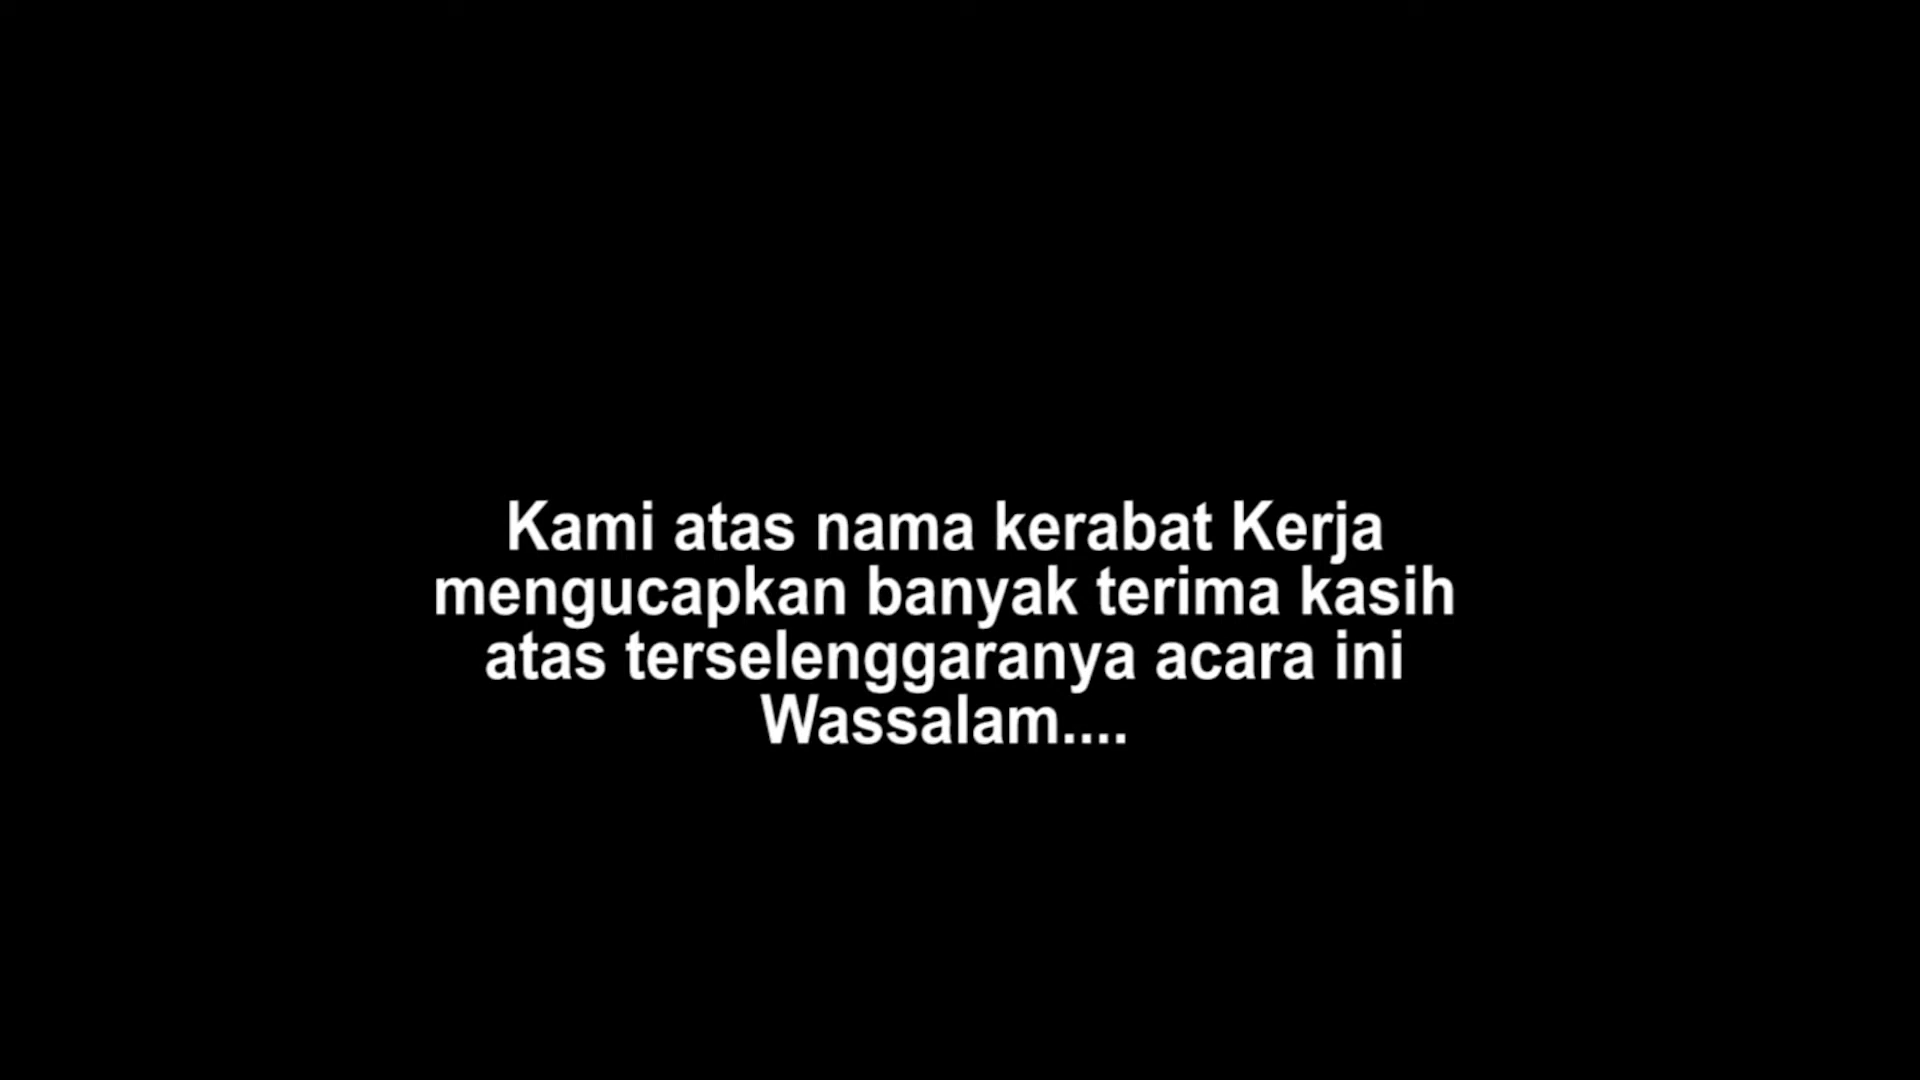 Kami atas nama kerabat Kerja
mengucapkan banyak terima kasih
atas terselenggaranya acara ini
Wassalam....